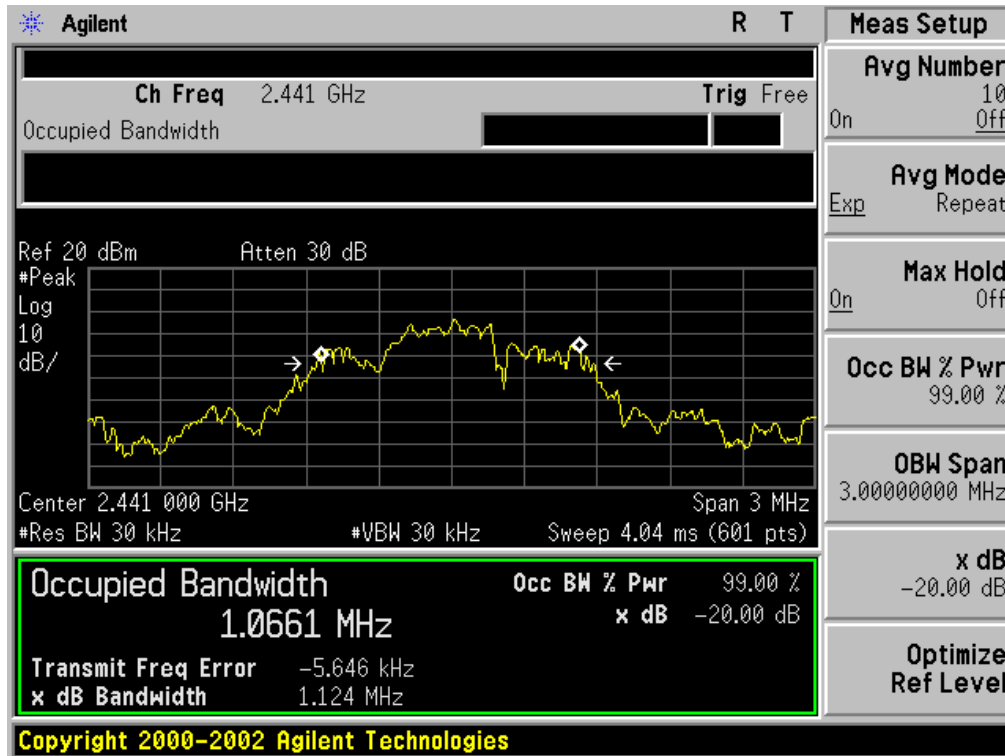 Agilent R T
Ch Freq 2.441 GHz Trig Free
Occupied Bandwidth
Ref 20 dBm Atten 30 dB
#Peak
Log
10
dB/
Center 2.441 000 GHz Span 3 MHz
#Res BW 30 kHz #VBW 30 kHz Sweep 4.04 ms (601 pts)
Occupied Bandwidth
1.0661 MHz
Occ BW % Pwr 99.00 %
x dB -20.00 dB
Transmit Freq Error -5.646 kHz
x dB Bandwidth 1.124 MHz
Meas Setup
Avg Number
10
On Off
Avg Mode
Exp Repeat
Max Hold
On Off
Occ BW % Pwr
99.00 %
OBW Span
3.00000000 MHz
x dB
-20.00 dB
Optimize
Ref Level
Copyright 2000-2002 Agilent Technologies